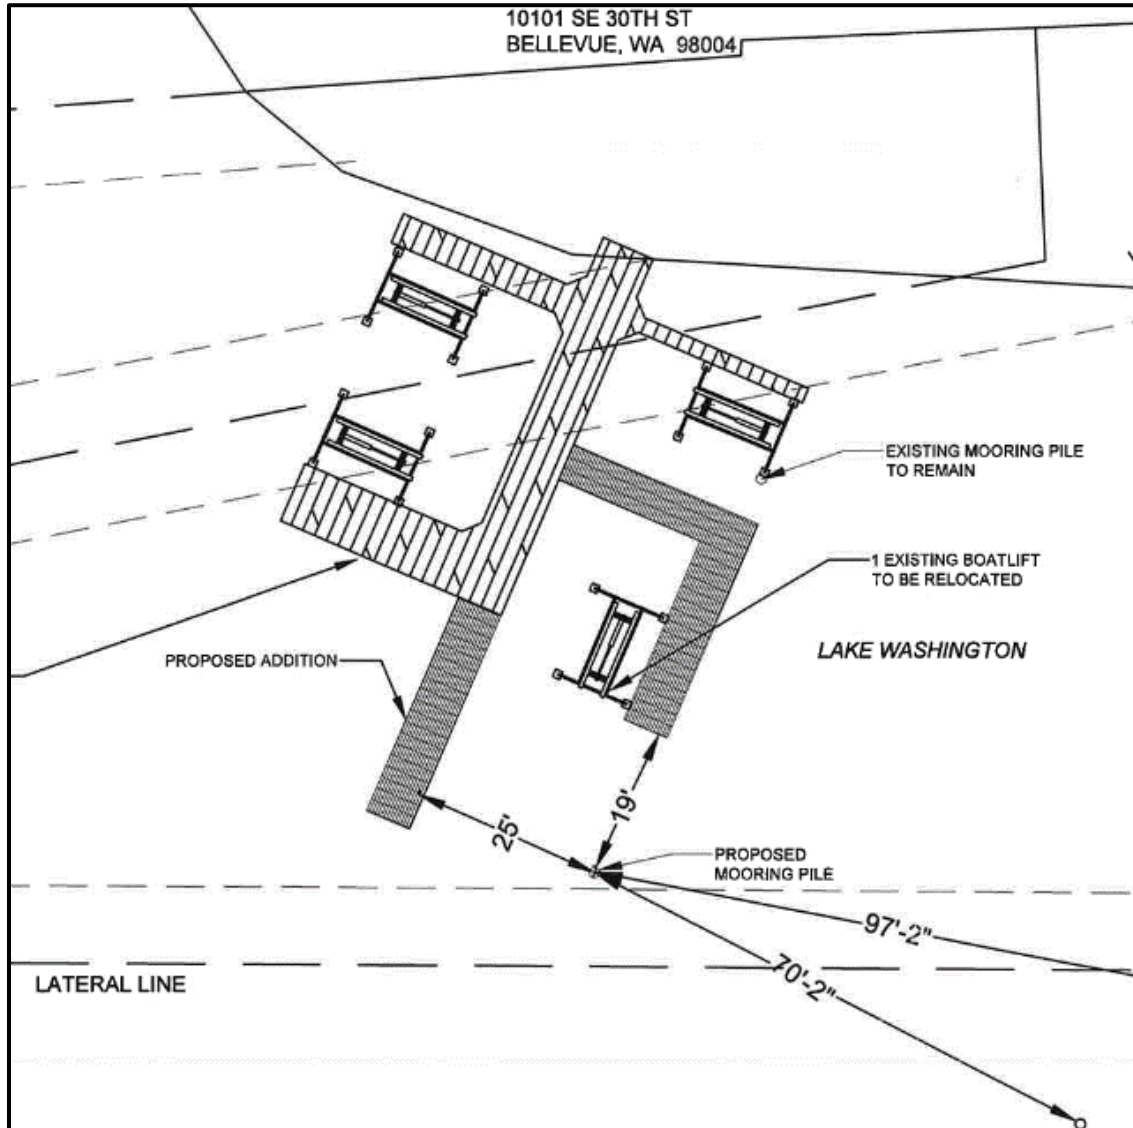 10101 SE 30TH ST
BELLEVUE, WA 98004
EXISTING MOORING PILE
TO REMAIN
1 EXISTING BOATLIFT
TO BE RELOCATED
LAKE WASHINGTON
PROPOSED ADDITION
19'
25'
PROPOSED
MOORING PILE
97'-2"
70'-2"
LATERAL LINE